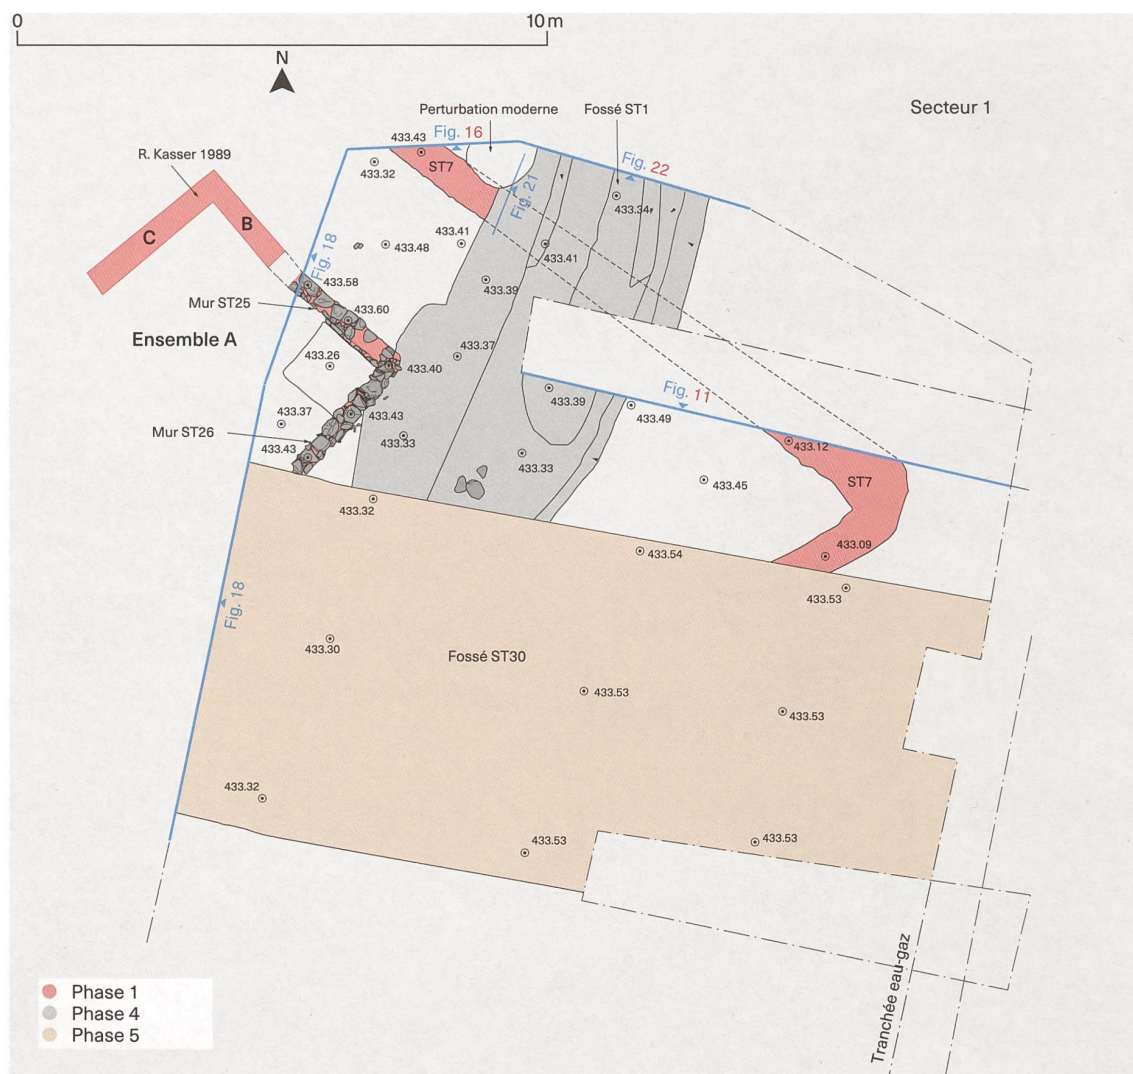 0 10 m
N
Secteur 1
Perturbation moderne
Fossé ST1
433.43
Fig. 16
R. Kasser 1989
ST7
Fig. 22
433.32
Fig. 21
433.34
C
B
433.41
433.48
433.41
Fig. 18
433.58
433.39
Mur ST25
433.60
Ensemble A
433.37
433.26
433.40
Fig. 11
433.39
433.49
433.37
433.43
433.12
Mur ST26
433.33
433.43
433.33
433.45
ST7
433.32
433.09
433.54
433.53
Fig. 18
433.30
Fossé ST30
433.53
433.53
433.32
433.53
433.53
Tranchée eau-gaz
Phase 1
Phase 4
Phase 5